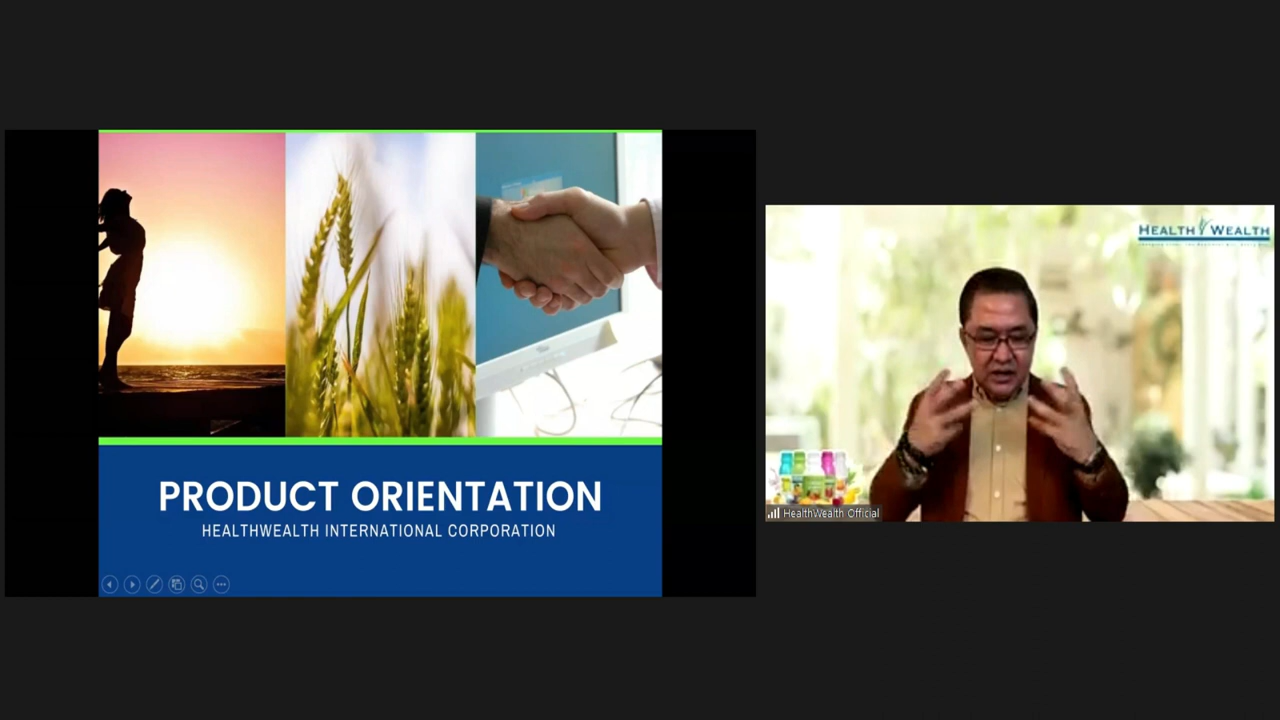 PRODUCT ORIENTATION
HEALTHWEALTH INTERNATIONAL CORPORATION
HEALTH WEALTH
HealthWealth Official